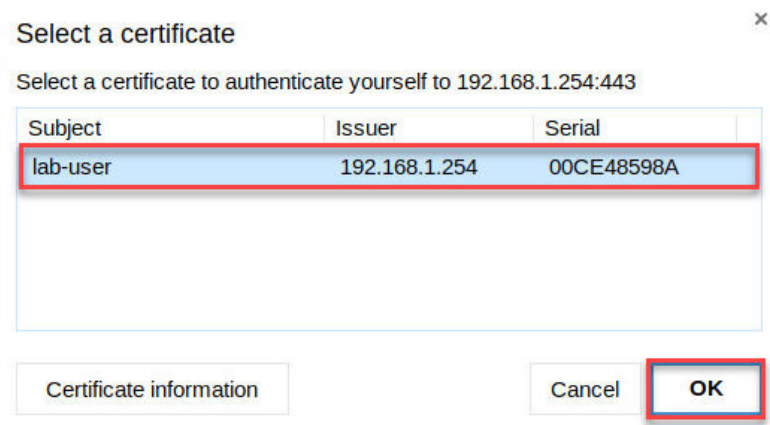 Select a certificate
Select a certificate to authenticate yourself to 192.168.1.254:443
Subject Issuer Serial
lab-user 192.168.1.254 00CE48598A
Certificate information Cancel OK